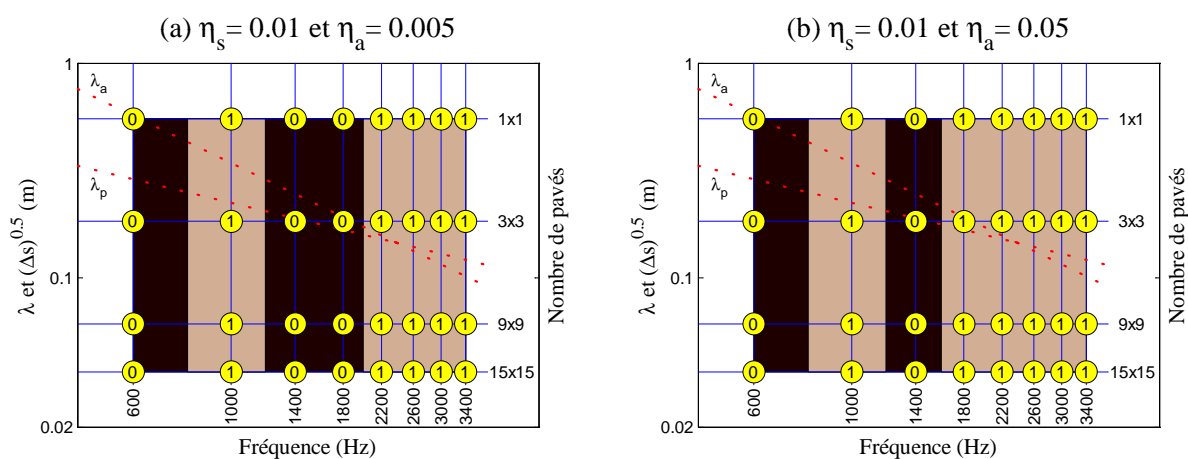 (a) ηs= 0.01 et ηa= 0.005
1
λa
λp
0 1 0 0 1 1 1 1 1x1
0 1 0 0 1 1 1 1 3x3
0.1
0 1 0 0 1 1 1 1 9x9
0 1 0 0 1 1 1 1 15x15
0.02
600 1000 1400 1800 2200 2600 3000 3400
Fréquence (Hz)
λ et (Δs)^0.5 (m)
Nombre de pavés
(b) ηs= 0.01 et ηa= 0.05
1
λa
λp
0 1 0 1 1 1 1 1 1x1
0 1 0 1 1 1 1 1 3x3
0.1
0 1 0 1 1 1 1 1 9x9
0 1 0 1 1 1 1 1 15x15
0.02
600 1000 1400 1800 2200 2600 3000 3400
Fréquence (Hz)
λ et (Δs)^0.5 (m)
Nombre de pavés